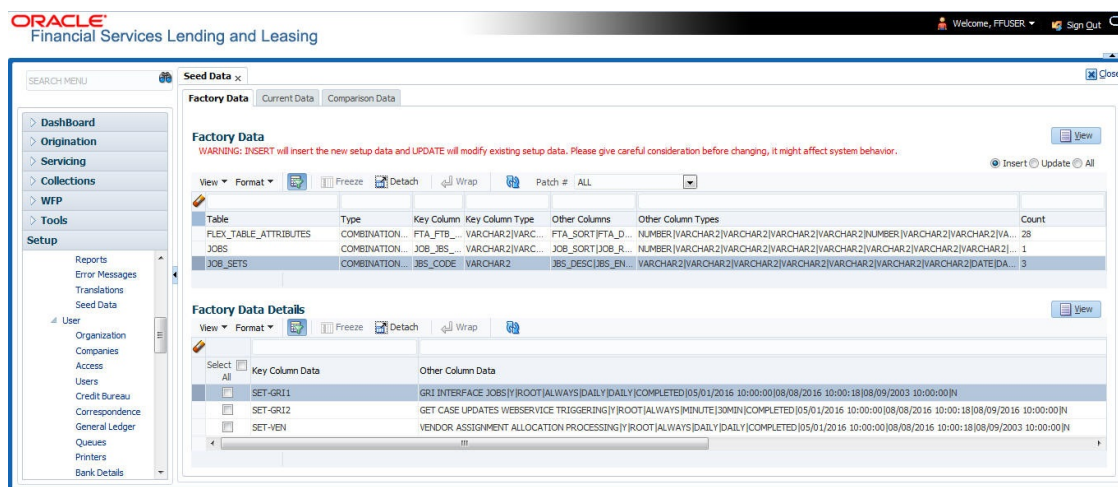 ORACLE
Financial Services Lending and Leasing
Welcome, FFUSER
Sign Out
SEARCH MENU
Seed Data
Close
Factory Data Current Data Comparison Data
DashBoard
Origination
Servicing
Collections
WFP
Tools
Setup
Reports
Error Messages
Translations
Seed Data
User
Organization
Companies
Access
Users
Credit Bureau
Correspondence
General Ledger
Queues
Printers
Bank Details
Factory Data
View
WARNING: INSERT will insert the new setup data and UPDATE will modify existing setup data. Please give careful consideration before changing, it might affect system behavior.
Insert Update All
View Format Freeze Detach Wrap Patch # ALL
Table Type Key Column Key Column Type Other Columns Other Column Types Count
FLEX_TABLE_ATTRIBUTES COMBINATION... FTA_FTB_... VARCHAR2|VARC... FTA_SORT|FTA_D... NUMBER|VARCHAR2|VARCHAR2|VARCHAR2|VARCHAR2|NUMBER|VARCHAR2|VARCHAR2|VA... 28
JOBS COMBINATION... JOB_JBS_... VARCHAR2|VARC... JOB_SORT|JOB_R... NUMBER|VARCHAR2|VARCHAR2|VARCHAR2|VARCHAR2|VARCHAR2|VARCHAR2|VARCHAR2|... 1
JOB_SETS COMBINATION... JBS_CODE VARCHAR2 JBS_DESC|JBS_EN... VARCHAR2|VARCHAR2|VARCHAR2|VARCHAR2|VARCHAR2|VARCHAR2|VARCHAR2|DATE|DA... 3
Factory Data Details
View
View Format Freeze Detach Wrap
Select All Key Column Data Other Column Data
SET-GRI1 GRI INTERFACE JOBS|Y|ROOT|ALWAYS|DAILY|DAILY|COMPLETED|05/01/2016 10:00:00|08/08/2016 10:00:18|08/09/2003 10:00:00|N
SET-GRI2 GET CASE UPDATES WEBSERVICE TRIGGERING|Y|ROOT|ALWAYS|MINUTE|30MIN|COMPLETED|05/01/2016 10:00:00|08/08/2016 10:00:18|08/09/2003 10:00:00|N
SET-VEN VENDOR ASSIGNMENT ALLOCATION PROCESSING|Y|ROOT|ALWAYS|DAILY|DAILY|COMPLETED|05/01/2016 10:00:00|08/08/2016 10:00:18|08/09/2003 10:00:00|N